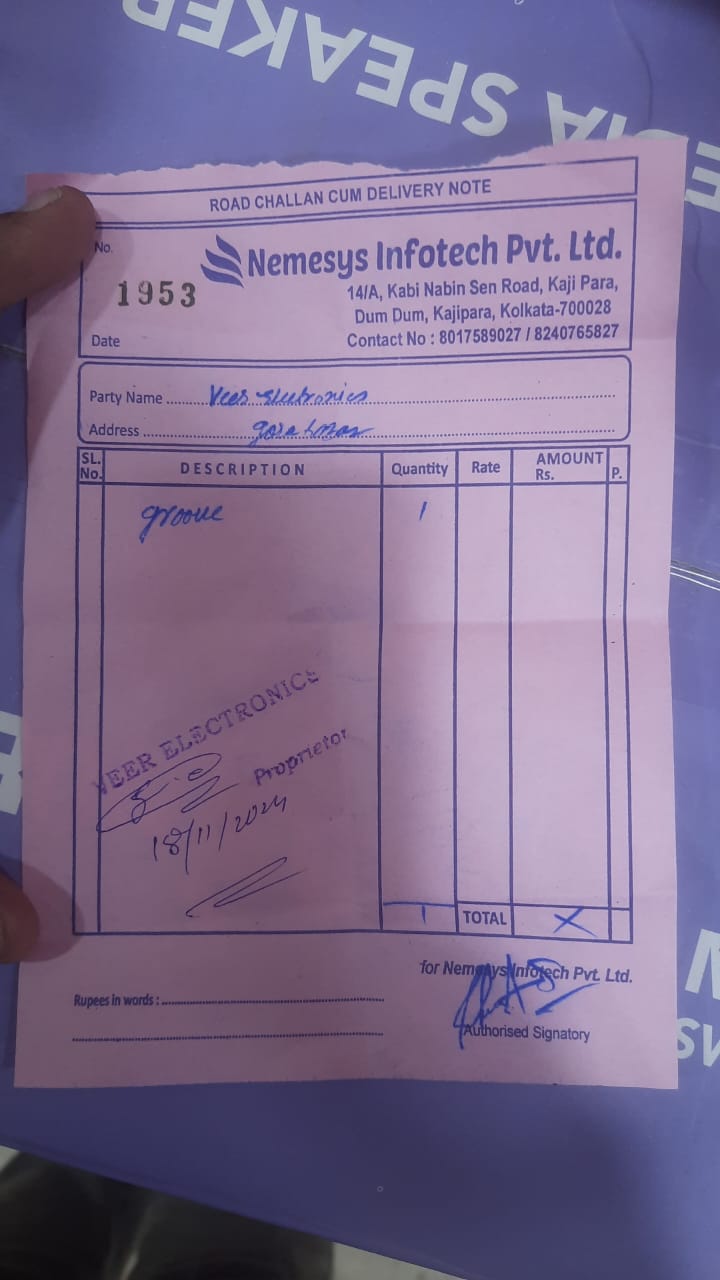 SPEAKER
ROAD CHALLAN CUM DELIVERY NOTE
No.
1953
Nemesys Infotech Pvt. Ltd.
14/A, Kabi Nabin Sen Road, Kaji Para,
Dum Dum, Kajipara, Kolkata-700028
Date
Contact No : 8017589027 / 8240765827
Party Name Veer
Address
SL. No. DESCRIPTION Quantity Rate AMOUNT Rs. P.
groove 1
VEER ELECTRONICS
Proprietor
18/11/2024
1 TOTAL X
for Nemesys Infotech Pvt. Ltd.
Rupees in words :
Authorised Signatory